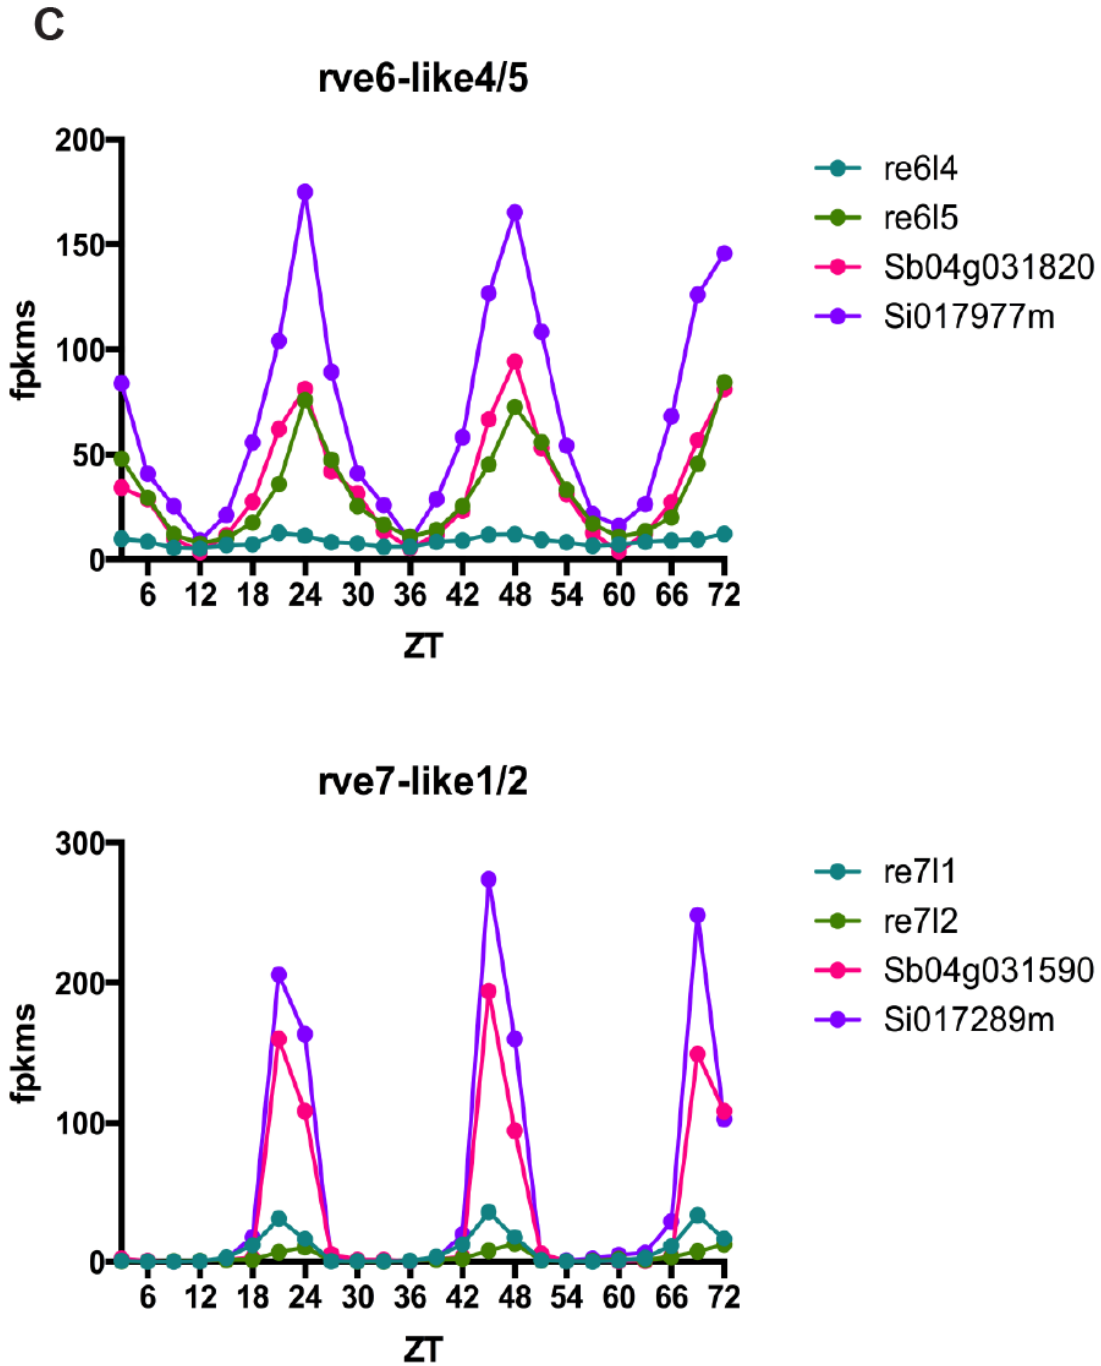 C
rve6-like4/5
200
150
100
50
0
fpkms
6 12 18 24 30 36 42 48 54 60 66 72
ZT
re6l4
re6l5
Sb04g031820
Si017977m
rve7-like1/2
300
200
100
0
fpkms
6 12 18 24 30 36 42 48 54 60 66 72
ZT
re7l1
re7l2
Sb04g031590
Si017289m